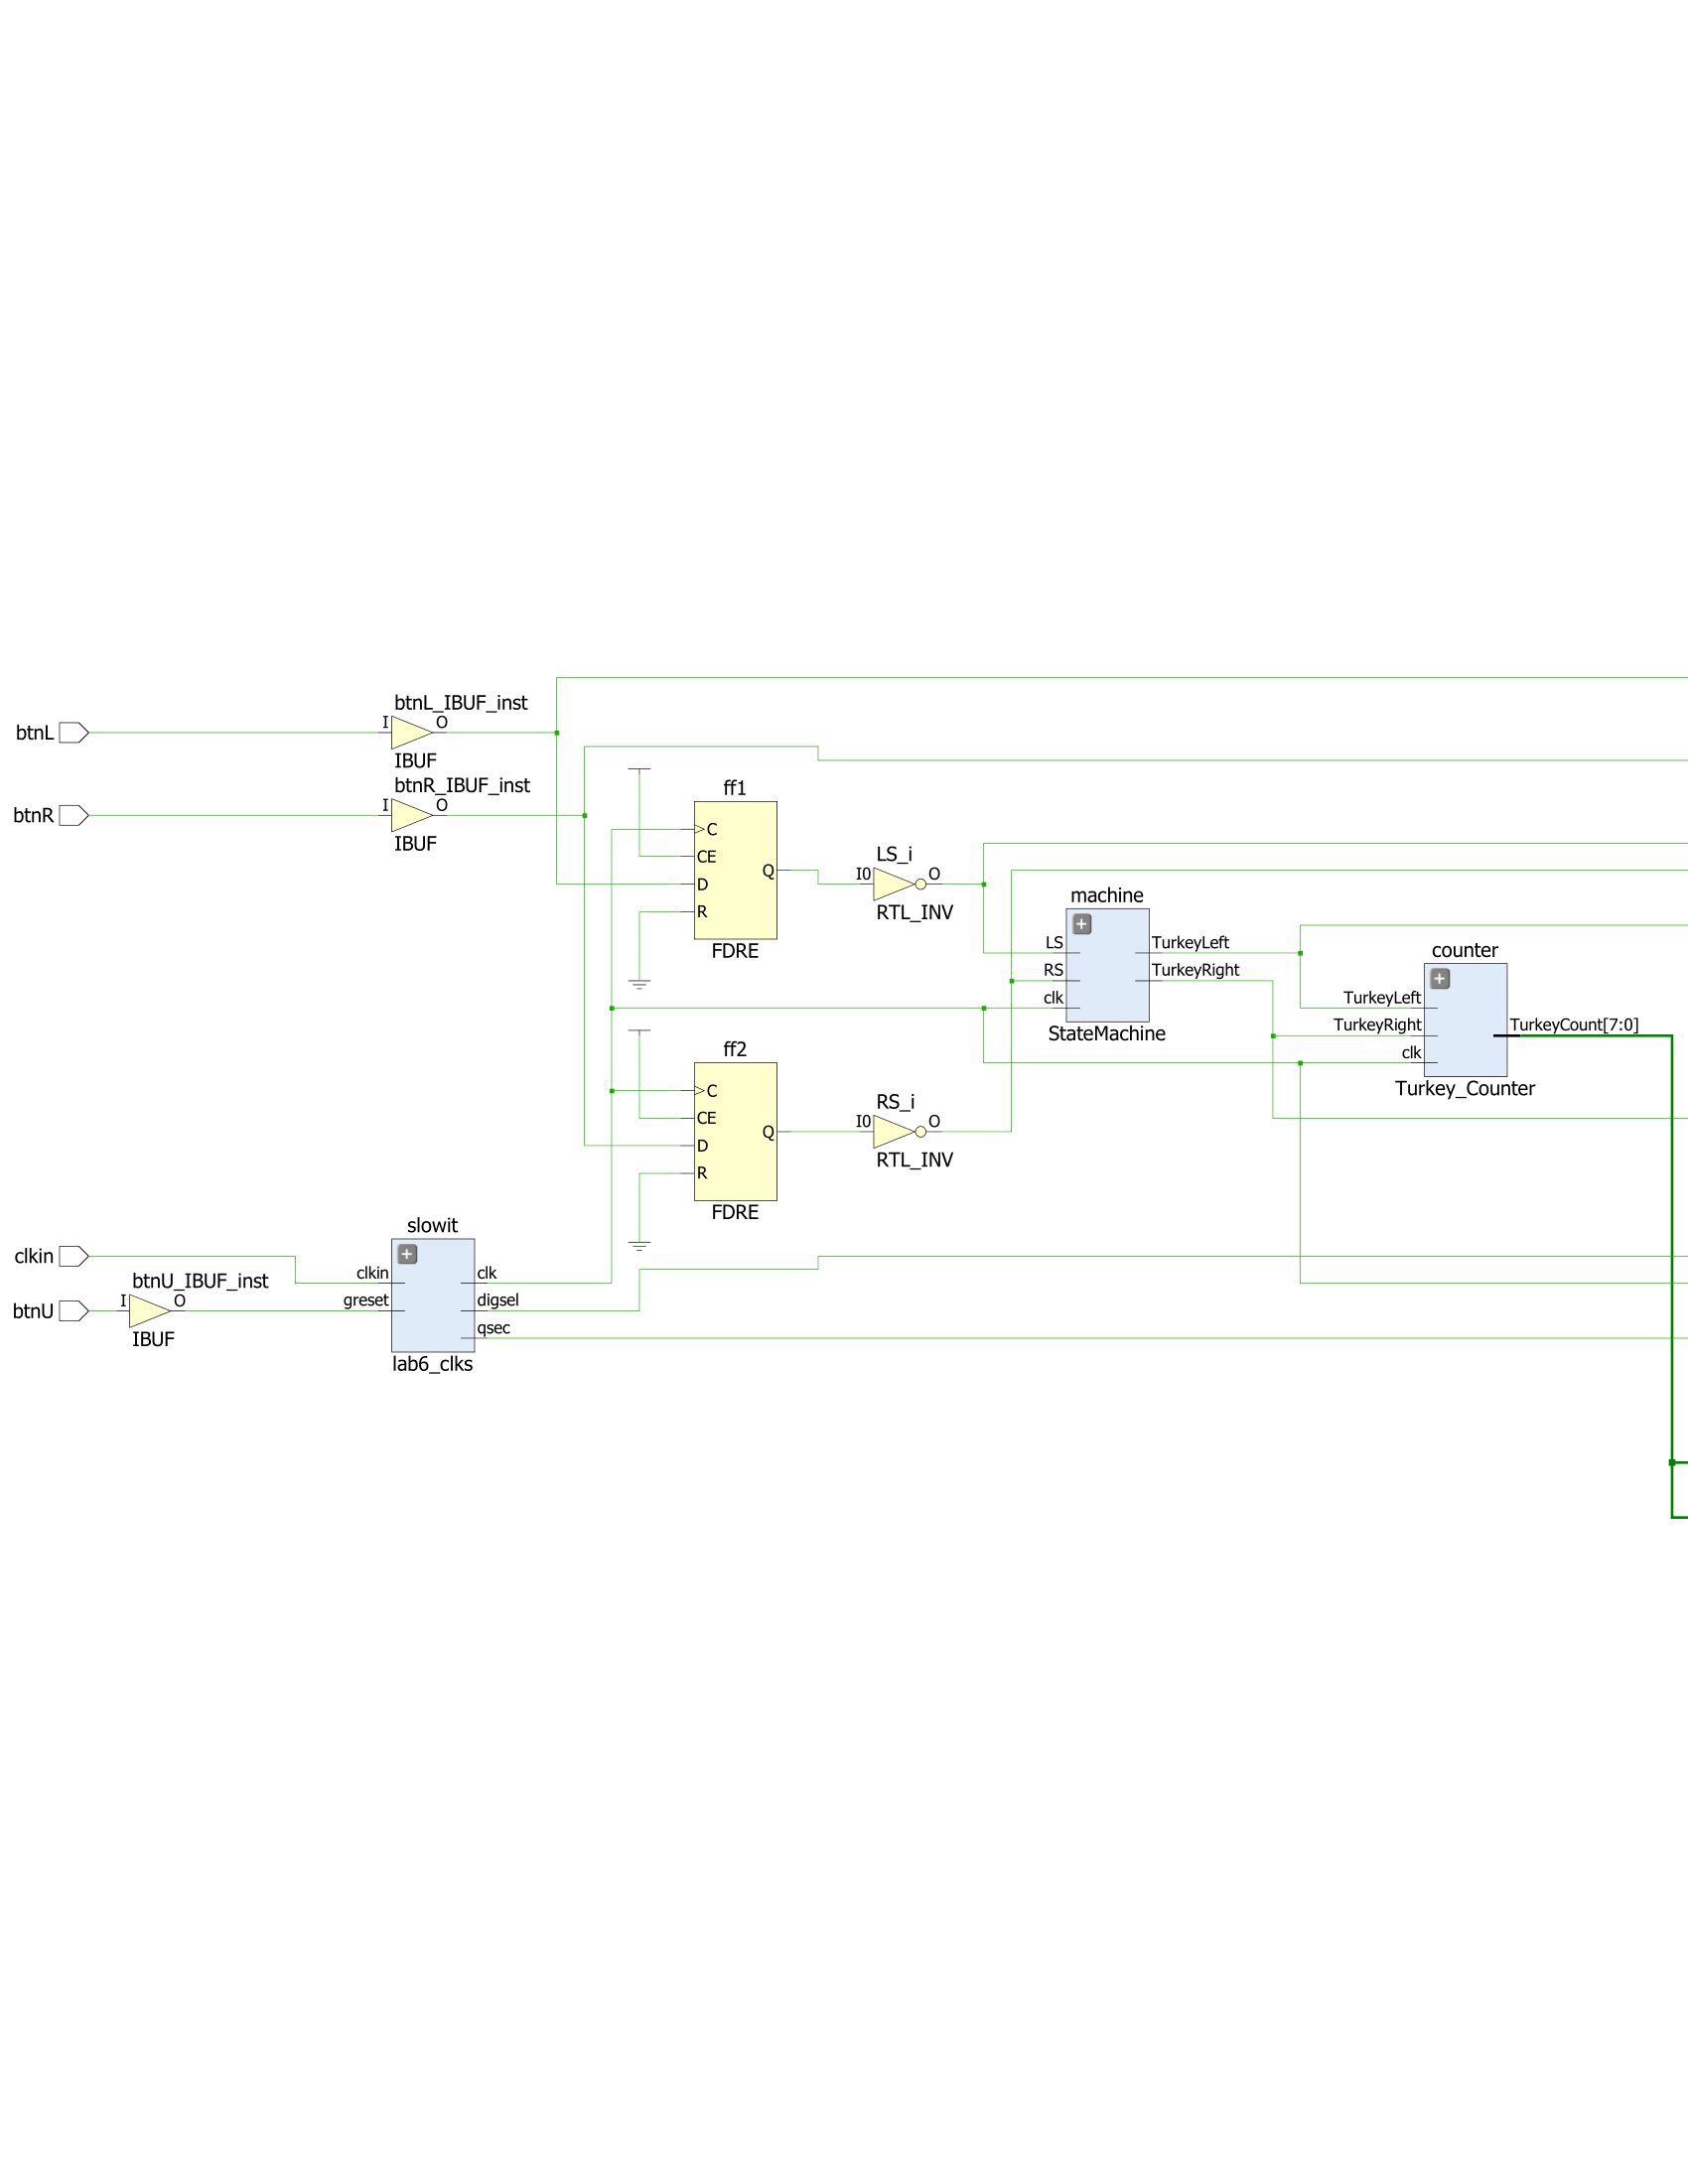 btnL_IBUF_inst
btnL
I
O
IBUF
btnR_IBUF_inst
btnR
I
O
IBUF
ff1
C
CE
D
R
Q
FDRE
LS_i
I0
O
RTL_INV
machine
LS
RS
clk
TurkeyLeft
TurkeyRight
StateMachine
counter
TurkeyLeft
TurkeyRight
clk
TurkeyCount[7:0]
Turkey_Counter
ff2
C
CE
D
R
Q
FDRE
RS_i
I0
O
RTL_INV
slowit
clkin
clkin
greset
clk
digsel
qsec
lab6_clks
btnU_IBUF_inst
btnU
I
O
IBUF